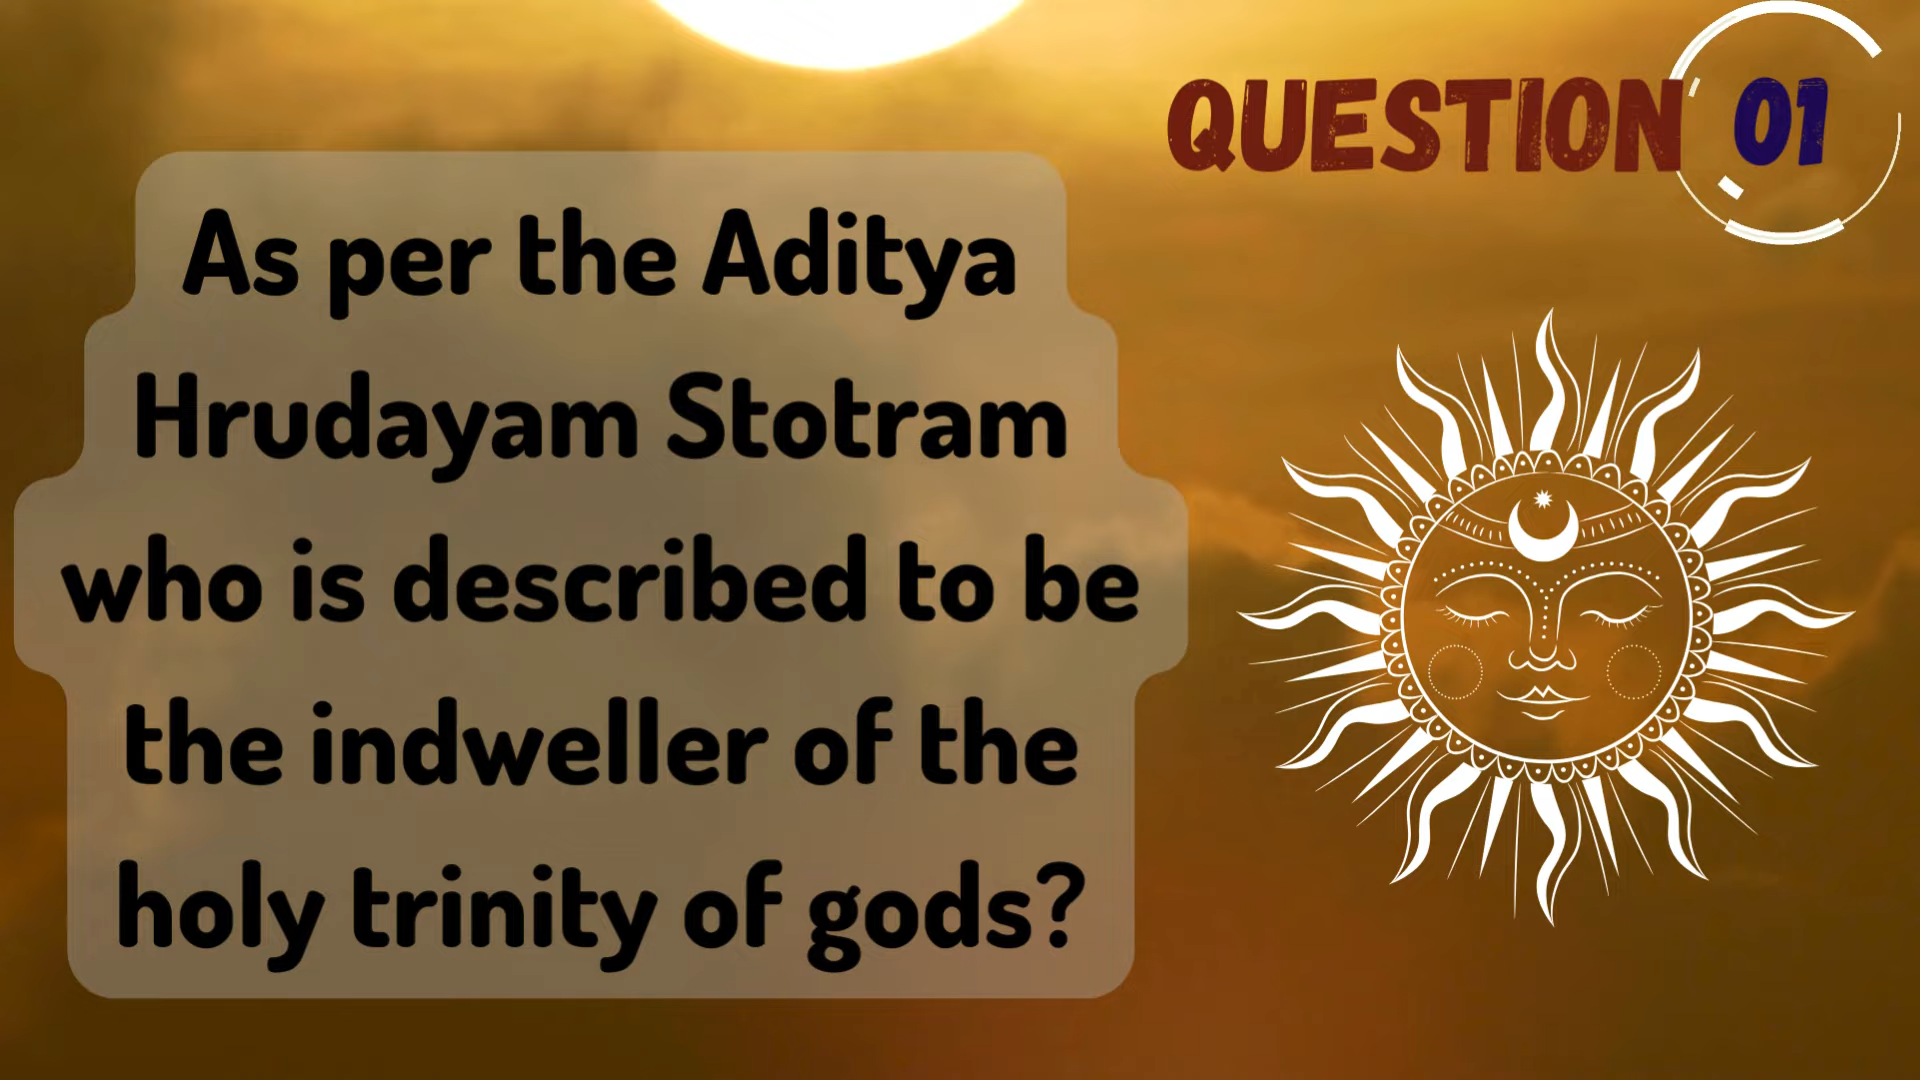 QUESTION 01
As per the Aditya
Hrudayam Stotram
who is described to be
the indweller of the
holy trinity of gods?